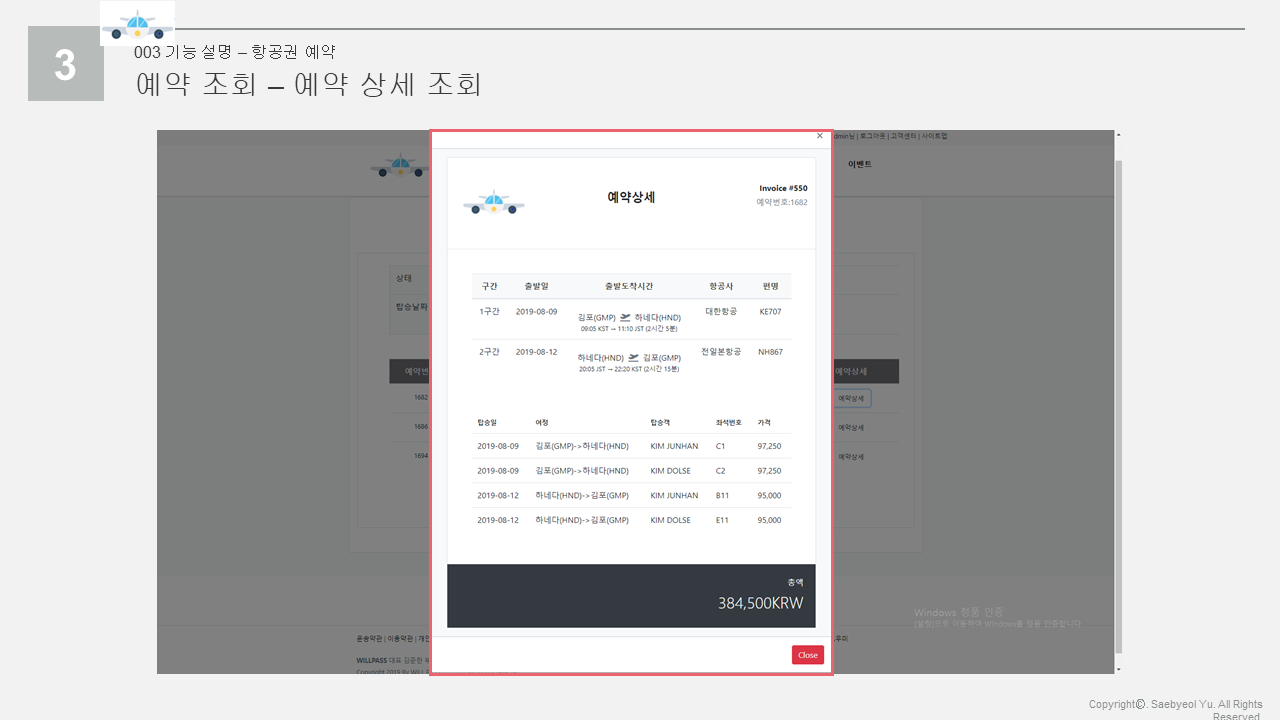 3
003 기능 설명 – 항공권 예약
예약 조회 – 예약 상세 조회
×
dmin님 | 로그아웃 | 고객센터 | 사이트맵
이벤트
예약상세
Invoice #550
예약번호:1682
상태
탑승날짜
구간 출발일 출발도착시간 항공사 편명
1구간 2019-08-09 김포(GMP) 하네다(HND) 대한항공 KE707
09:05 KST → 11:10 JST (2시간 5분)
2구간 2019-08-12 하네다(HND) 김포(GMP) 전일본항공 NH867
20:05 JST → 22:20 KST (2시간 15분)
예약번 예약상세
1682 예약상세
1686 예약상세
1694 예약상세
탑승일 여정 탑승객 좌석번호 가격
2019-08-09 김포(GMP)->하네다(HND) KIM JUNHAN C1 97,250
2019-08-09 김포(GMP)->하네다(HND) KIM DOLSE C2 97,250
2019-08-12 하네다(HND)->김포(GMP) KIM JUNHAN B11 95,000
2019-08-12 하네다(HND)->김포(GMP) KIM DOLSE E11 95,000
총액
384,500KRW
Windows 정품 인증
[설정]으로 이동하여 Windows를 정품 인증합니다.
운송약관 | 이용약관 | 개인
Close
WILLPASS 대표 김준한
Copyright©. Saebyeol Yu. All Rights
Reserved.